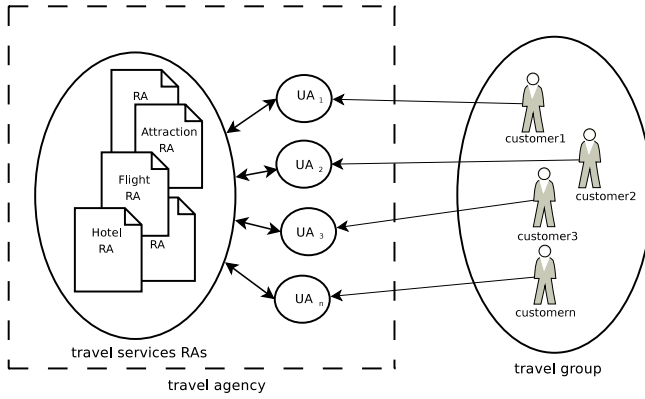 RA
Attraction
RA
Flight
RA
Hotel
RA
RA
UA 1
UA 2
UA 3
UA n
customer1
customer2
customer3
customern
travel services RAs
travel agency
travel group